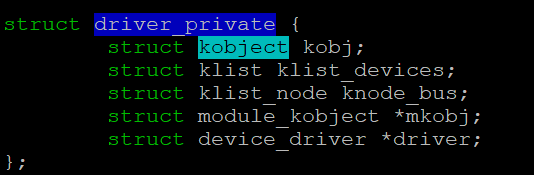 struct driver_private {
        struct kobject kobj;
        struct klist klist_devices;
        struct klist_node knode_bus;
        struct module_kobject *mkobj;
        struct device_driver *driver;
};